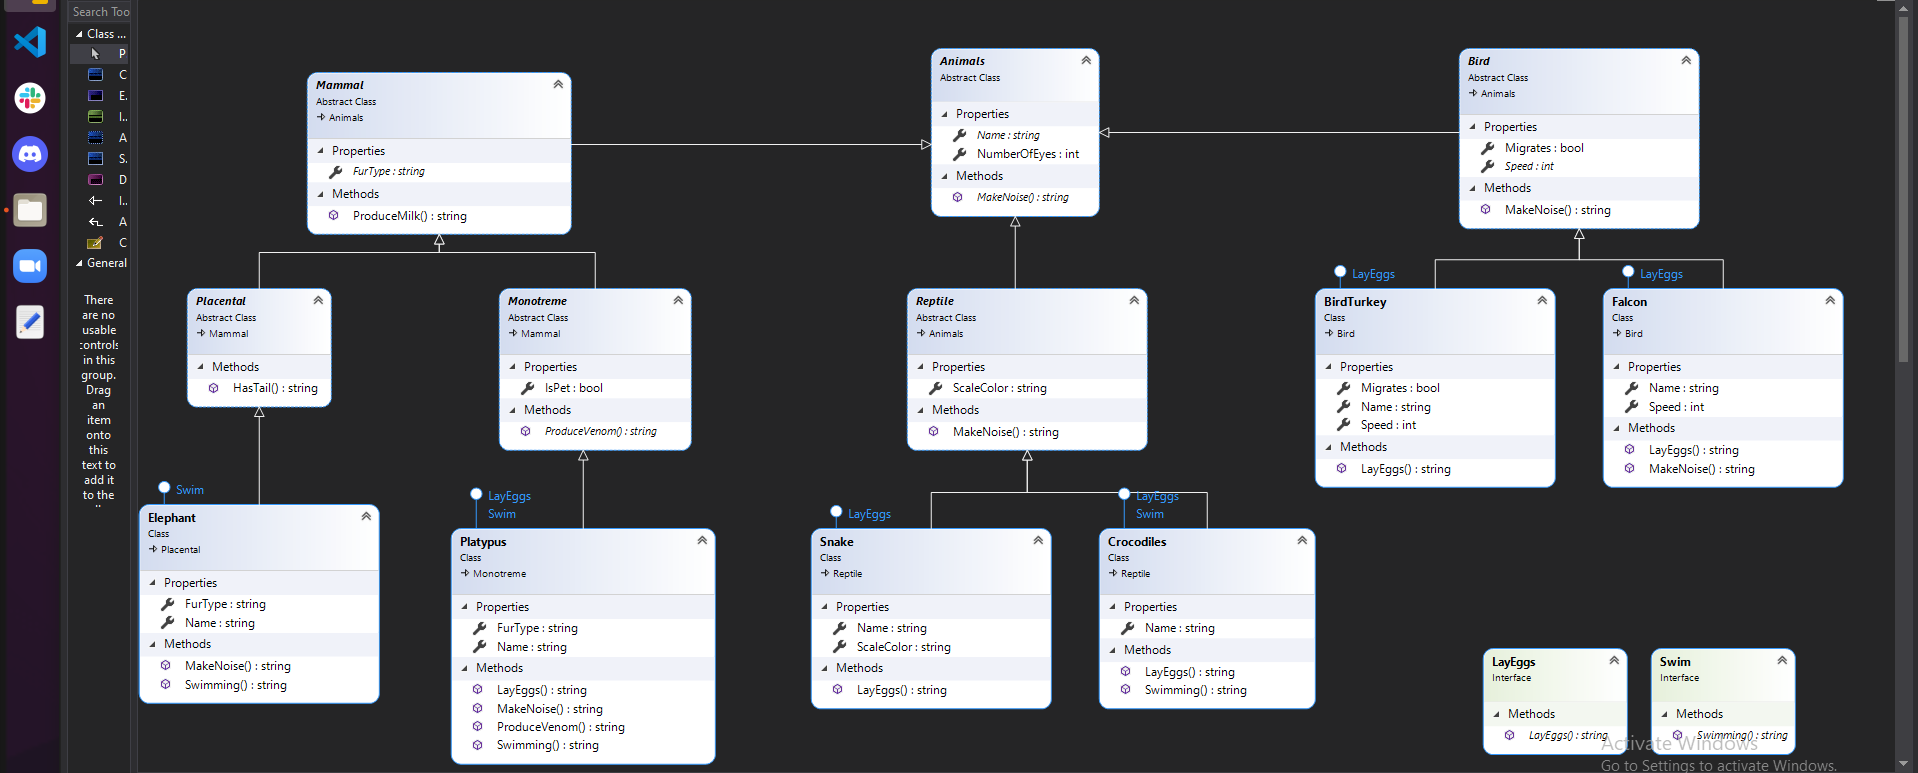 Search Too
Class ...
P
C
E.
I..
A
S.
D
I..
A
C
General
There
are no
usable
controls
in this
group.
Drag
an
item
onto
this
text to
add it
to the
Mammal
Abstract Class
Animals
Properties
FurType : string
Methods
ProduceMilk() : string
Animals
Abstract Class
Properties
Name : string
NumberOfEyes : int
Methods
MakeNoise() : string
Bird
Abstract Class
Animals
Properties
Migrates : bool
Speed : int
Methods
MakeNoise() : string
Placental
Abstract Class
Mammal
Methods
HasTail() : string
Monotreme
Abstract Class
Mammal
Properties
IsPet : bool
Methods
ProduceVenom() : string
Reptile
Abstract Class
Animals
Properties
ScaleColor : string
Methods
MakeNoise() : string
LayEggs
BirdTurkey
Class
Bird
Properties
Migrates : bool
Name : string
Speed : int
Methods
LayEggs() : string
LayEggs
Falcon
Class
Bird
Properties
Name : string
Speed : int
Methods
LayEggs() : string
MakeNoise() : string
Swim
Elephant
Class
Placental
Properties
FurType : string
Name : string
Methods
MakeNoise() : string
Swimming() : string
LayEggs
Swim
Platypus
Class
Monotreme
Properties
FurType : string
Name : string
Methods
LayEggs() : string
MakeNoise() : string
ProduceVenom() : string
Swimming() : string
LayEggs
Snake
Class
Reptile
Properties
Name : string
ScaleColor : string
Methods
LayEggs() : string
LayEggs
Swim
Crocodiles
Class
Reptile
Properties
Name : string
Methods
LayEggs() : string
Swimming() : string
LayEggs
Interface
Methods
LayEggs() : string
Swim
Interface
Methods
Swimming() : string
Activate Windows
Go to Settings to activate Windows.